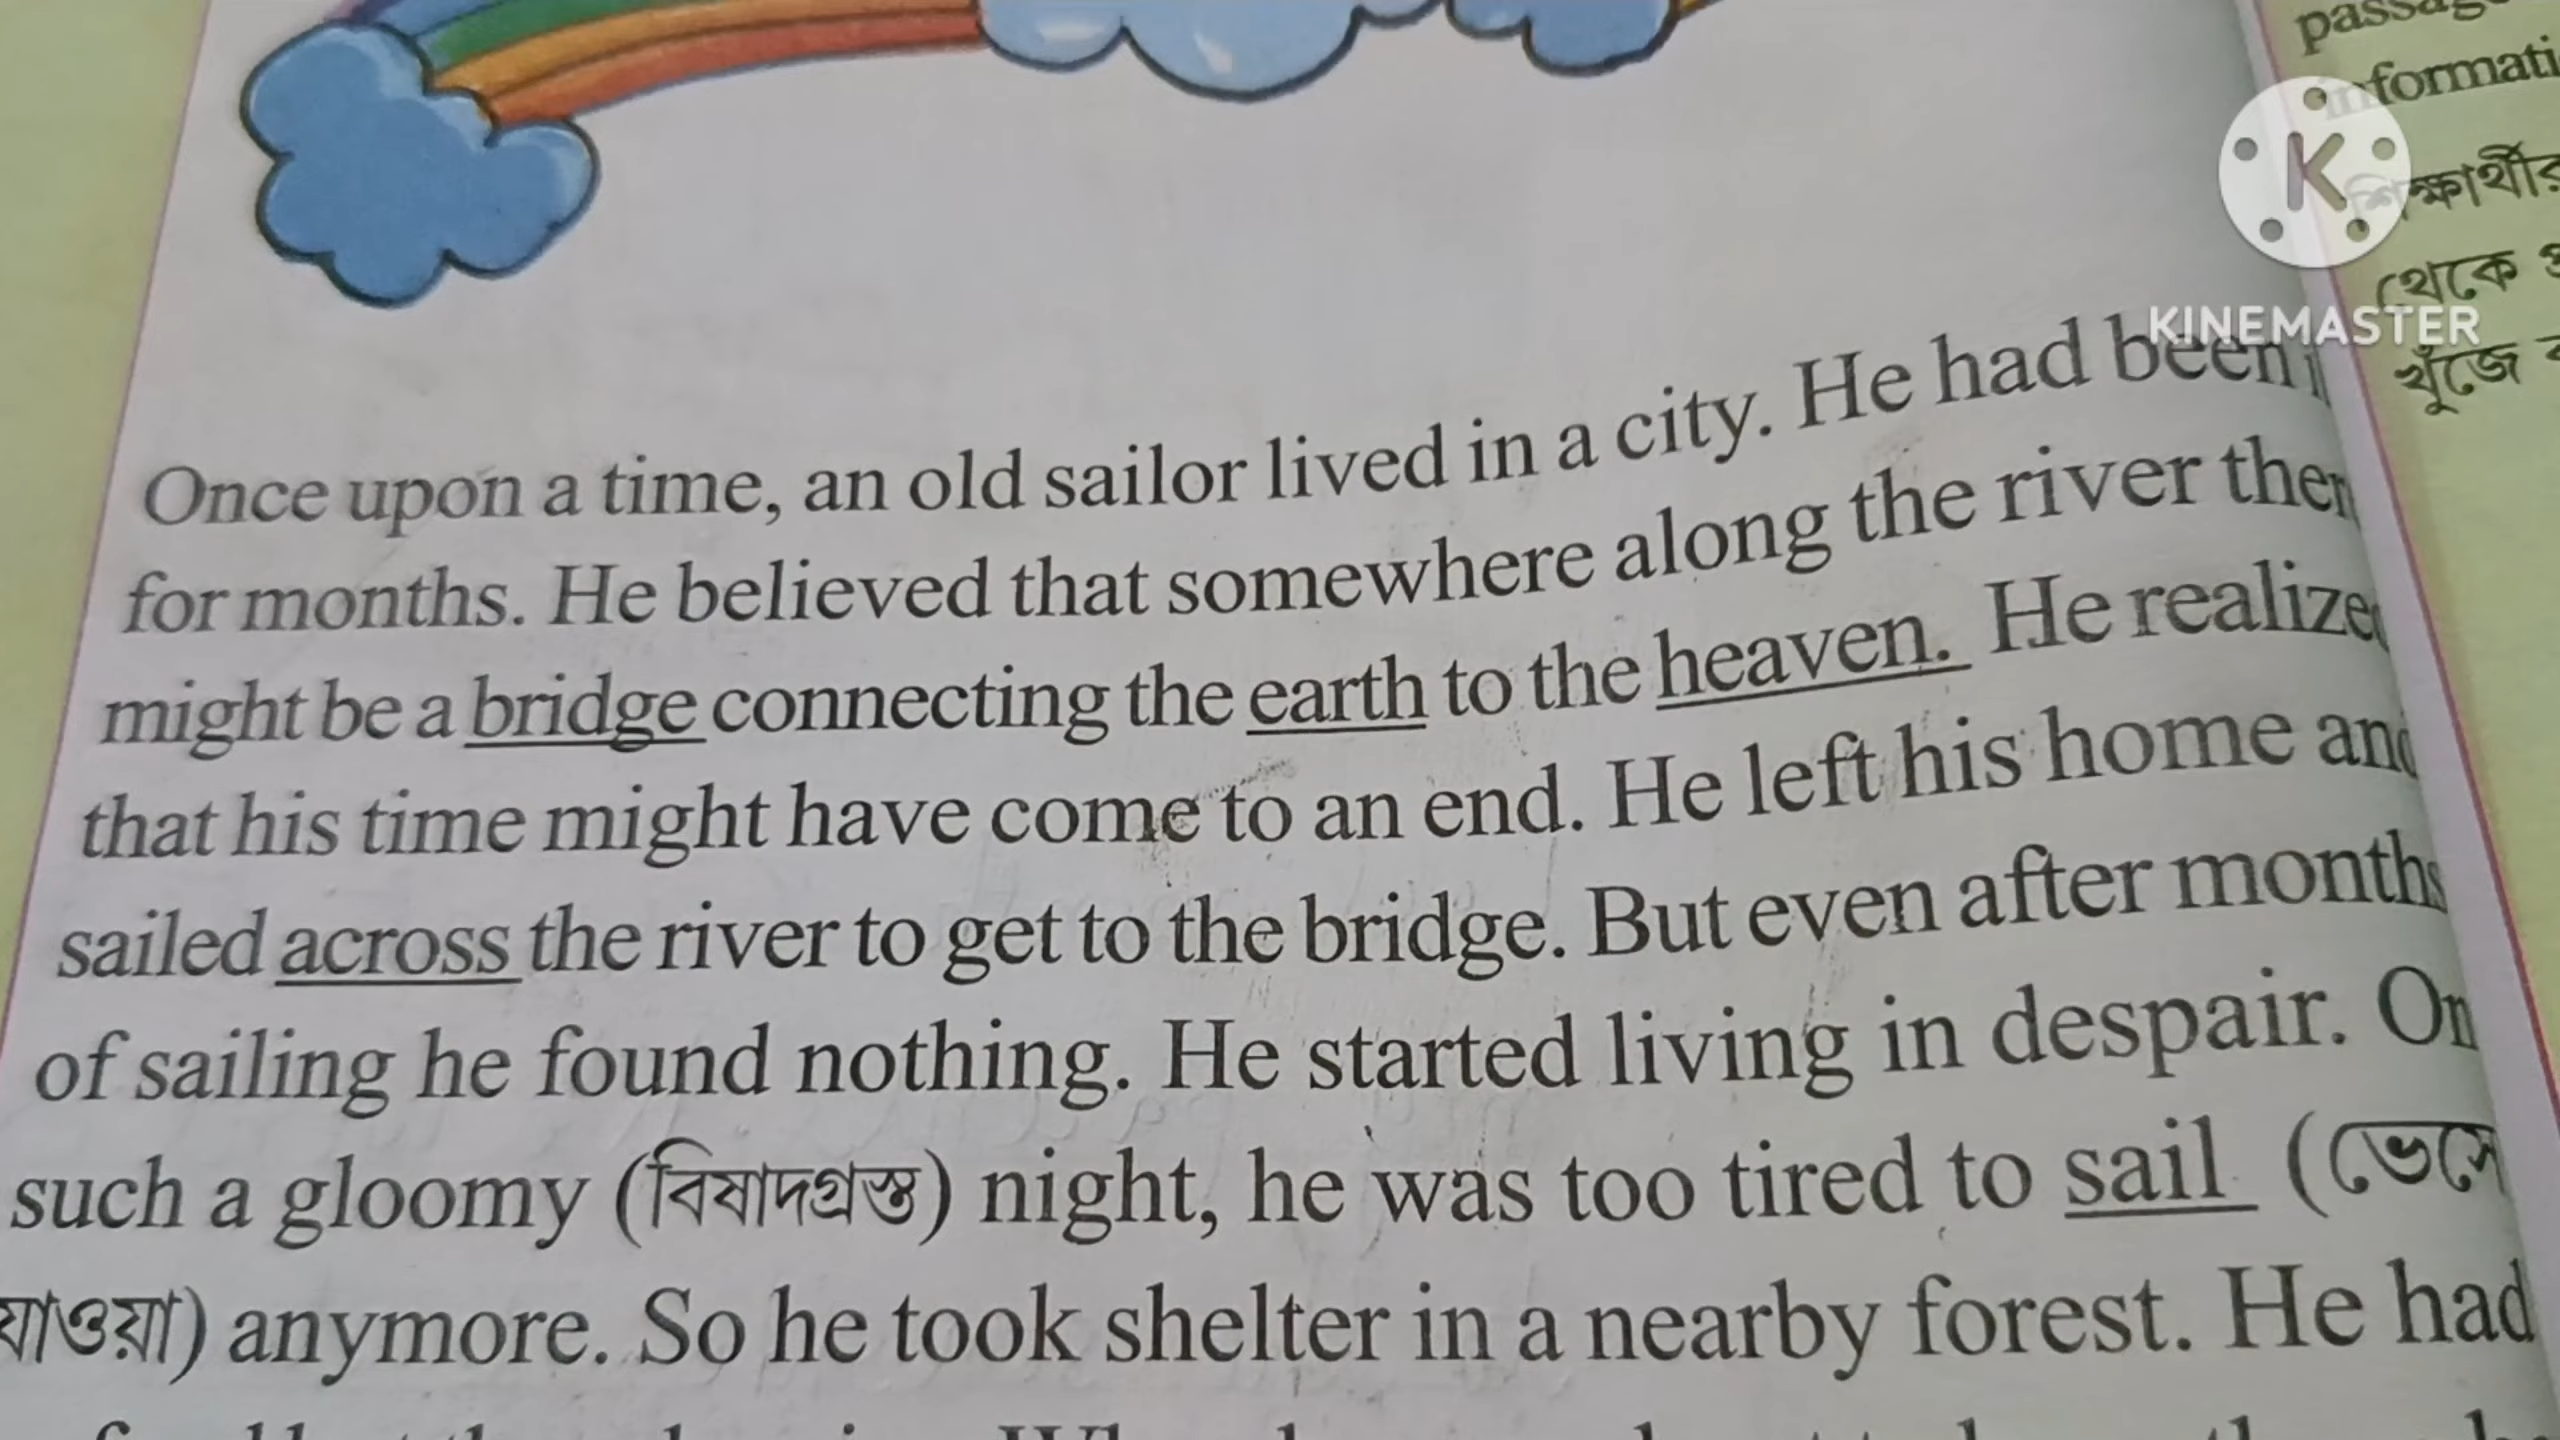 passag
informati
শিক্ষার্থীর
থেকে
খুঁজে
KINEMASTER
Once upon a time, an old sailor lived in a city. He had been
for months. He believed that somewhere along the river ther
might be a bridge connecting the earth to the heaven. He realized
that his time might have come to an end. He left his home and
sailed across the river to get to the bridge. But even after months
of sailing he found nothing. He started living in despair. On
such a gloomy (বিষাদগ্রস্ত) night, he was too tired to sail (ভেসে
যাওয়া) anymore. So he took shelter in a nearby forest. He had